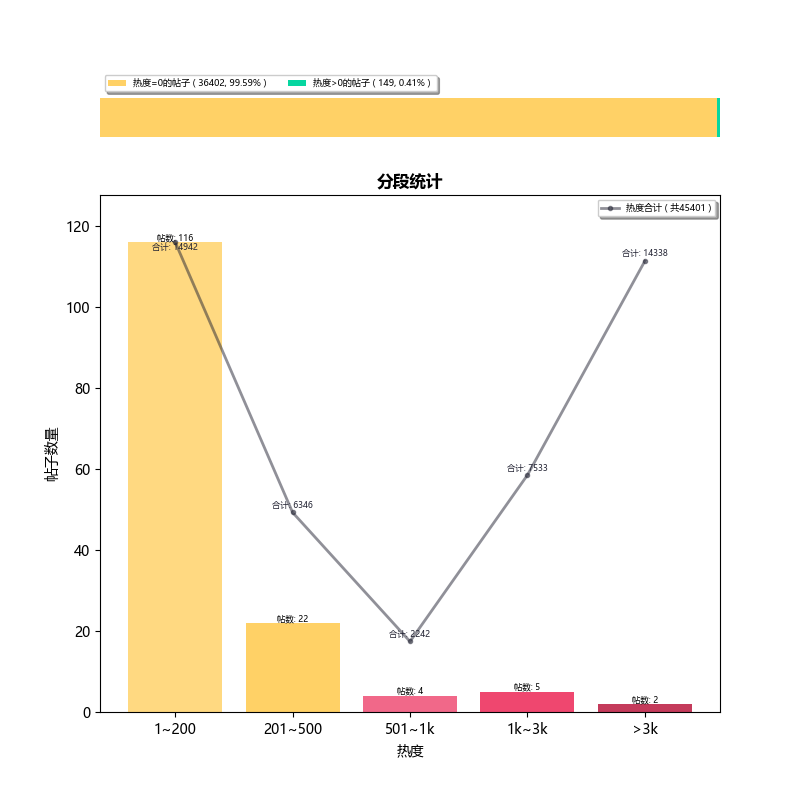 热度=0的帖子 ( 36402, 99.59% )
热度>0的帖子 ( 149, 0.41% )
分段统计
热度合计 ( 共45401 )
帖子数量
120
100
80
60
40
20
0
帖数: 116
合计: 14942
合计: 6346
帖数: 22
合计: 2242
帖数: 4
合计: 7533
帖数: 5
合计: 14338
帖数: 2
1~200
201~500
501~1k
1k~3k
>3k
热度